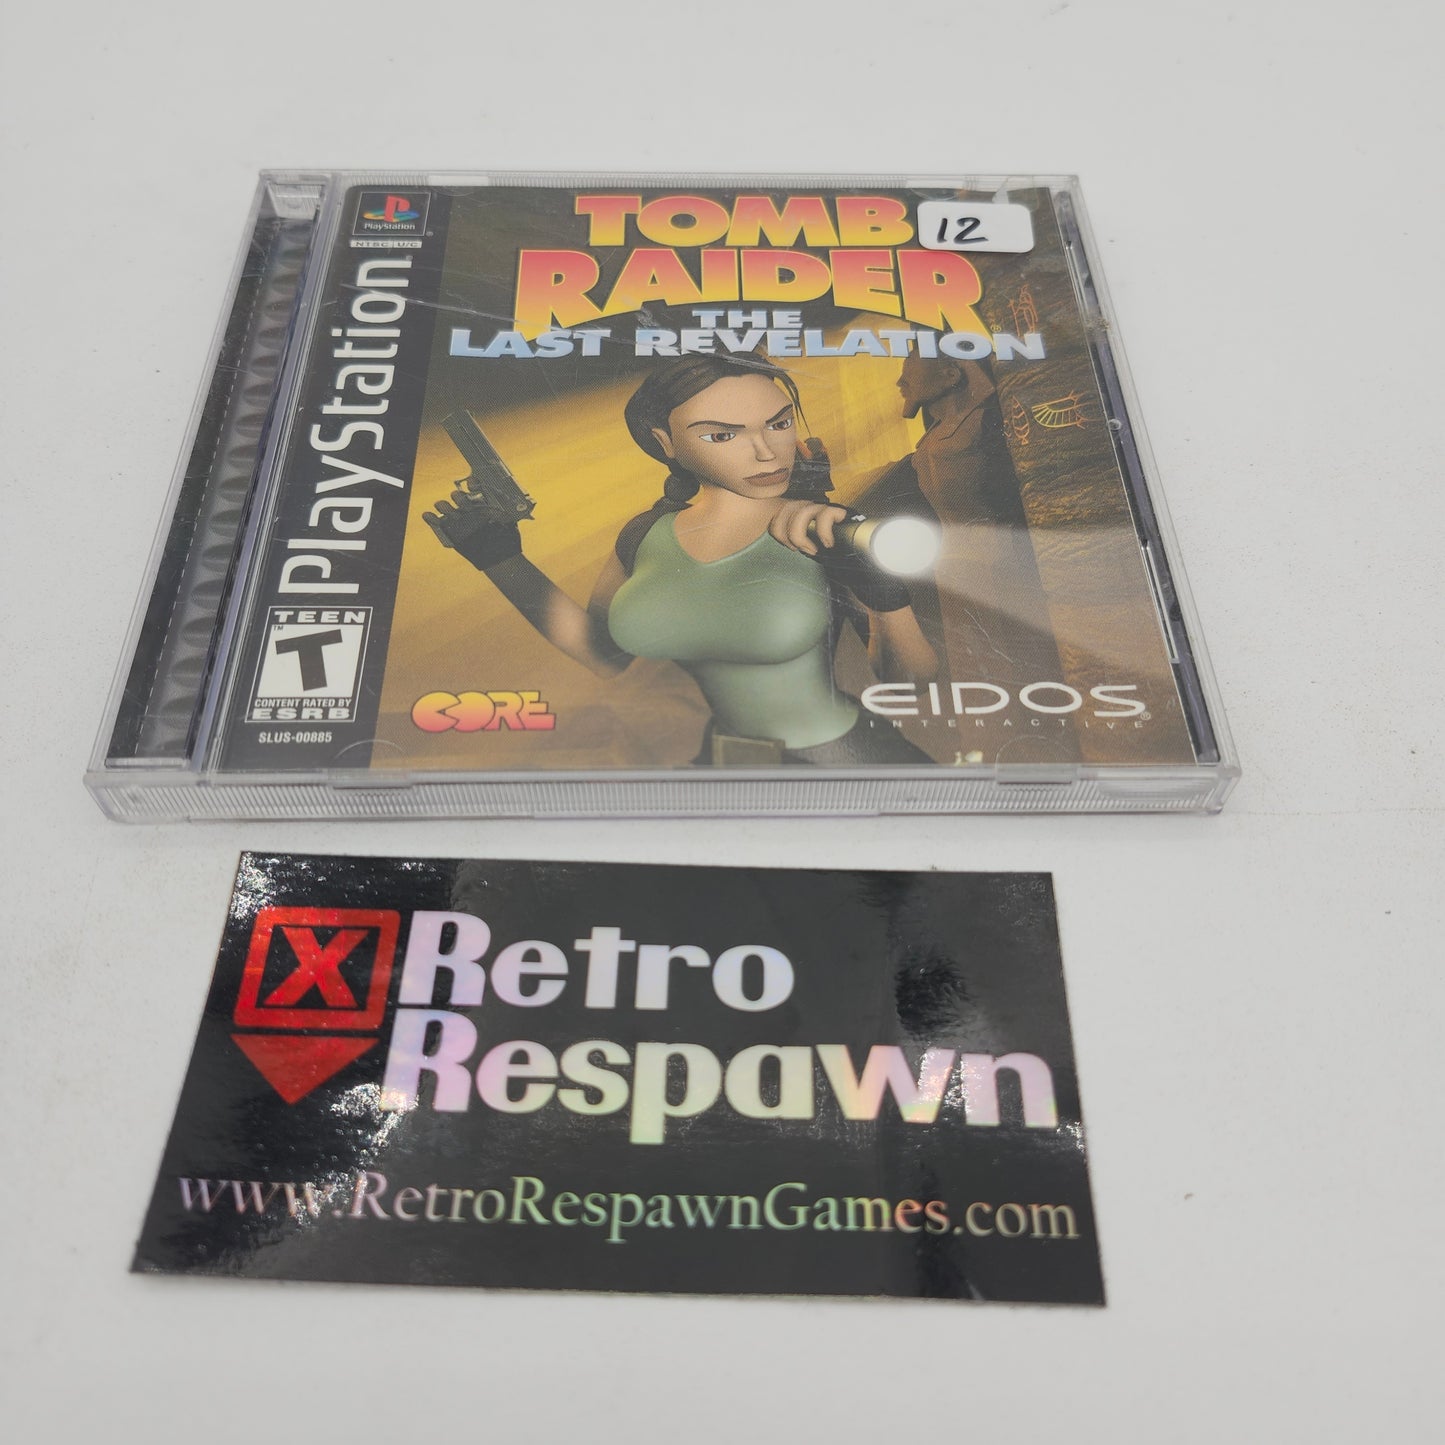 PlayStation
NTSC U/C
PlayStation
TOMB
RAIDER
THE
LAST REVELATION
12
TEEN
T
CONTENT RATED BY
ESRB
SLUS-00885
CORE
EIDOS
INTERACTIVE
X
Retro
Respawn
www.RetroRespawnGames.com